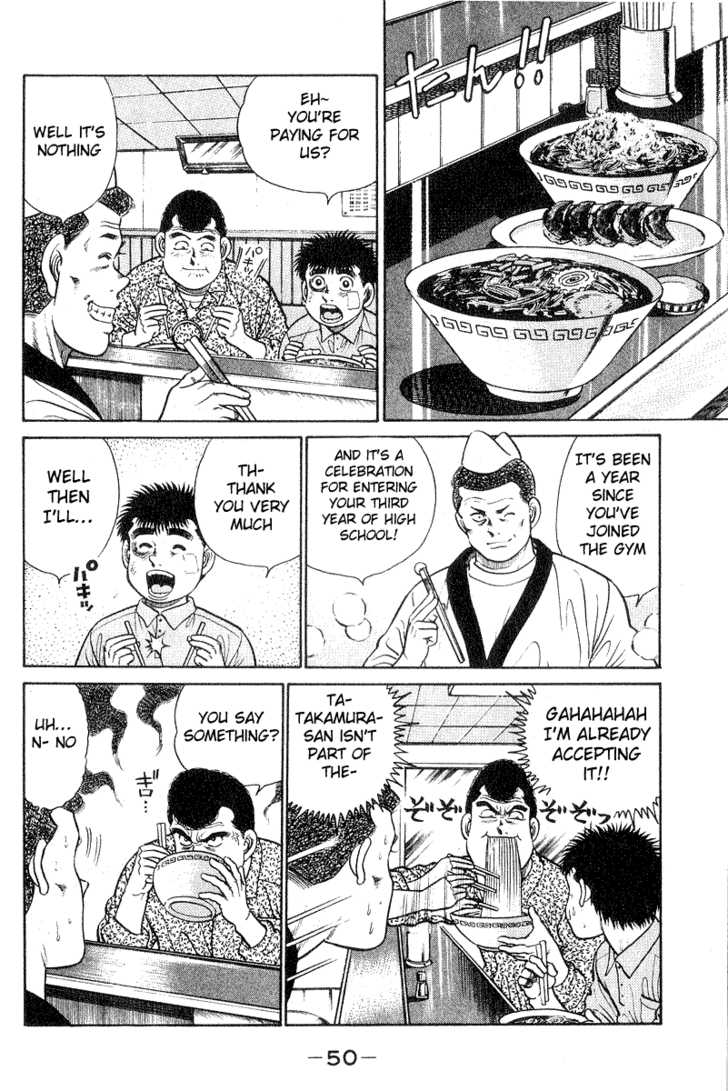 たん!!
EH~
YOU'RE
PAYING FOR
US?
WELL IT'S
NOTHING
パッ
IT'S BEEN
A YEAR
SINCE
YOU'VE
JOINED
THE GYM
AND IT'S A
CELEBRATION
FOR ENTERING
YOUR THIRD
YEAR OF HIGH
SCHOOL!
TH-
THANK
YOU VERY
MUCH
WELL
THEN
I'LL...
パキッ
GAHAHAHAH
I'M ALREADY
ACCEPTING
IT!!
TA-
TAKAMURA-
SAN ISN'T
PART OF
THE-
ぞぞ
ぞぞっ
YOU SAY
SOMETHING?
ギロ...
UH...
N- NO
-50-